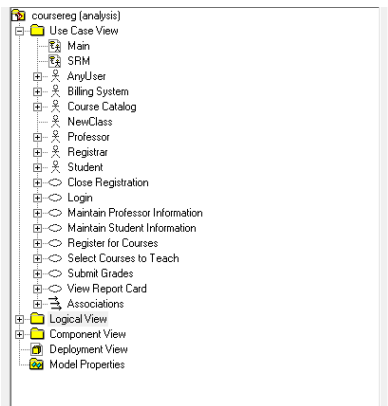 coursereg (analysis)
Use Case View
Main
SRM
AnyUser
Billing System
Course Catalog
NewClass
Professor
Registrar
Student
Close Registration
Login
Maintain Professor Information
Maintain Student Information
Register for Courses
Select Courses to Teach
Submit Grades
View Report Card
Associations
Logical View
Component View
Deployment View
Model Properties